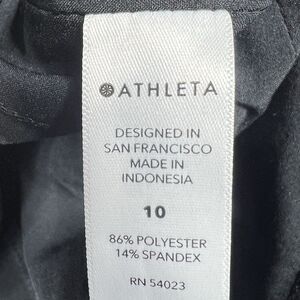 ATHLETA
DESIGNED IN
SAN FRANCISCO
MADE IN
INDONESIA
10
86% POLYESTER
14% SPANDEX
RN 54023